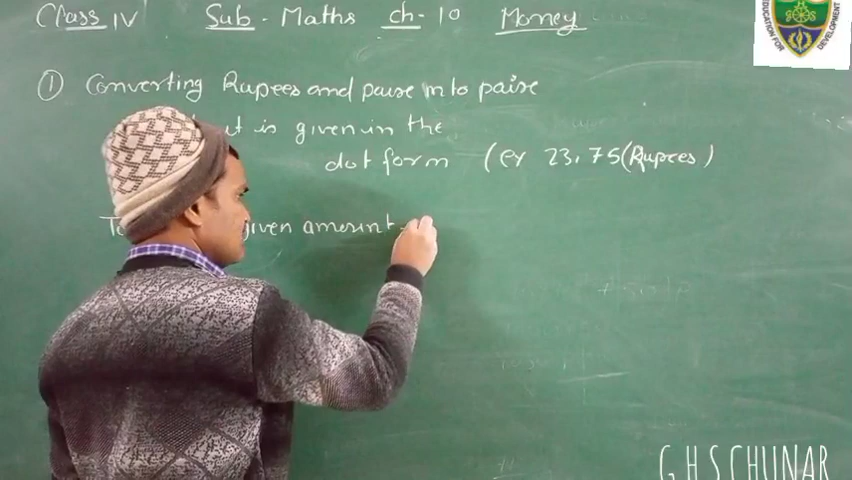 Class IV Sub - Maths ch - 10 Money
① Converting Rupees and paise into paise
it is given in the
dot form (ex 23.75 (Rupees)
given amount
EDUCATION FOR DEVELOPMENT
G H S CHUNAR